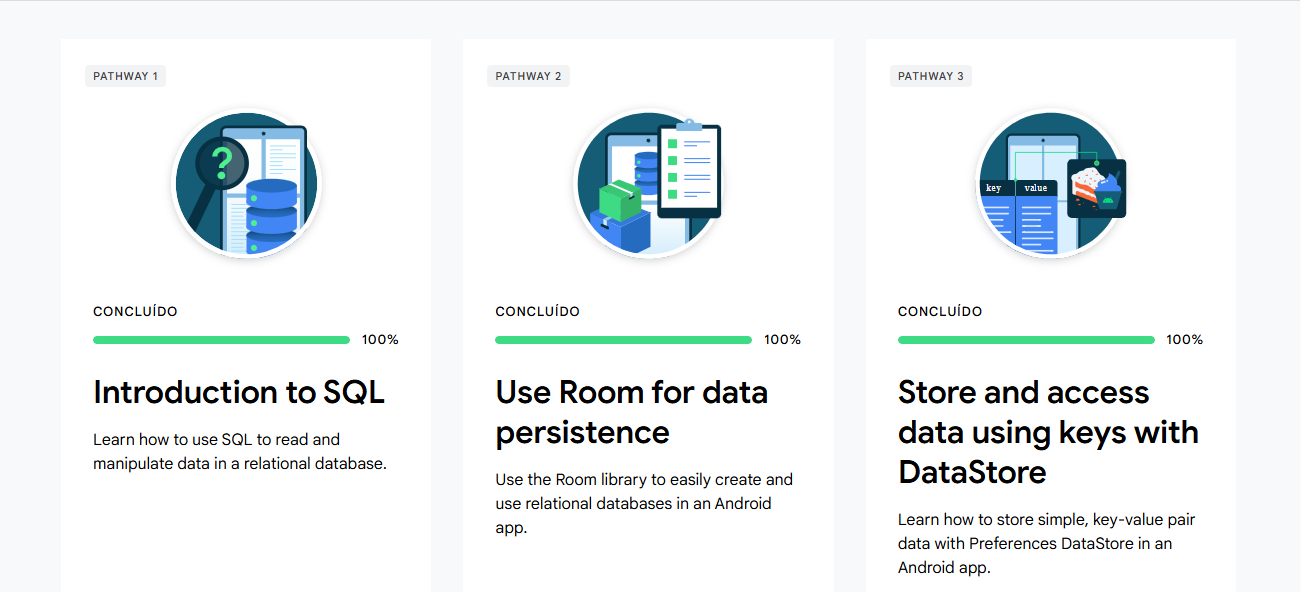 PATHWAY 1
?
CONCLUÍDO
100%
Introduction to SQL
Learn how to use SQL to read and
manipulate data in a relational database.
PATHWAY 2
CONCLUÍDO
100%
Use Room for data
persistence
Use the Room library to easily create and
use relational databases in an Android
app.
PATHWAY 3
key value
CONCLUÍDO
100%
Store and access
data using keys with
DataStore
Learn how to store simple, key-value pair
data with Preferences DataStore in an
Android app.